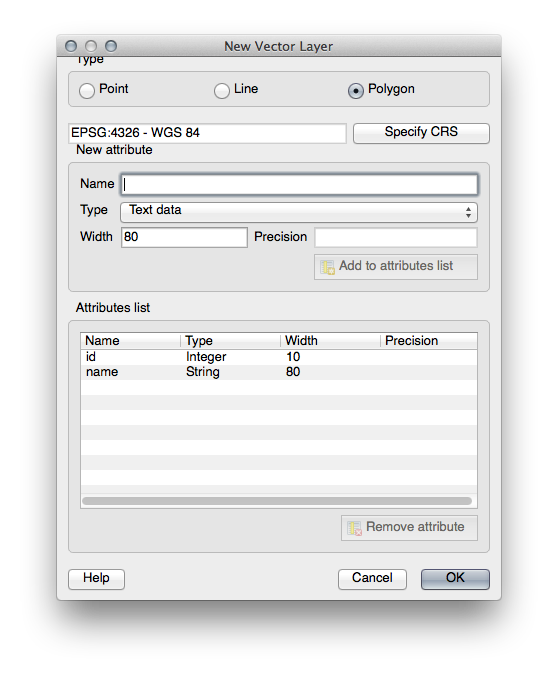 New Vector Layer
Type
Point Line Polygon
EPSG:4326 - WGS 84 Specify CRS
New attribute
Name
Type Text data
Width 80 Precision
Add to attributes list
Attributes list
Name Type Width Precision
id Integer 10
name String 80
Remove attribute
Help Cancel OK